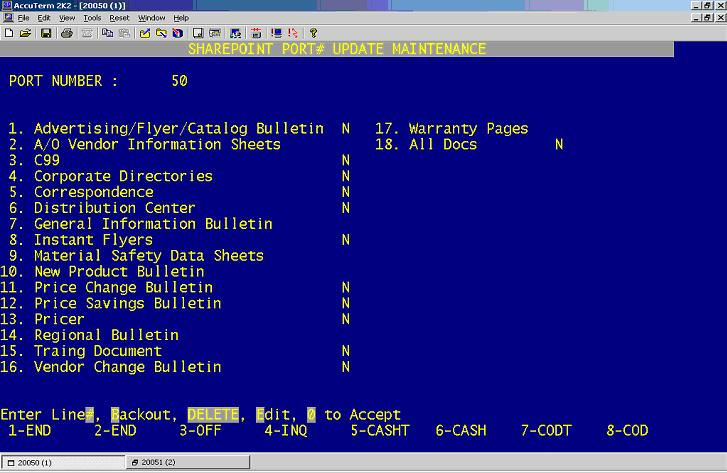 AccuTerm 2K2 - [20050 (1)]
File Edit View Tools Reset Window Help
SHAREPOINT PORT# UPDATE MAINTENANCE
PORT NUMBER : 50
1. Advertising/Flyer/Catalog Bulletin N 17. Warranty Pages
2. A/O Vendor Information Sheets 18. All Docs N
3. C99 N
4. Corporate Directories N
5. Correspondence N
6. Distribution Center N
7. General Information Bulletin
8. Instant Flyers N
9. Material Safety Data Sheets
10. New Product Bulletin
11. Price Change Bulletin N
12. Price Savings Bulletin N
13. Pricer N
14. Regional Bulletin
15. Traing Document N
16. Vendor Change Bulletin N
Enter Line#, Backout, DELETE, Edit, 0 to Accept
1-END 2-END 3-OFF 4-INQ 5-CASHT 6-CASH 7-CODT 8-COD
20050 (1) 20051 (2)